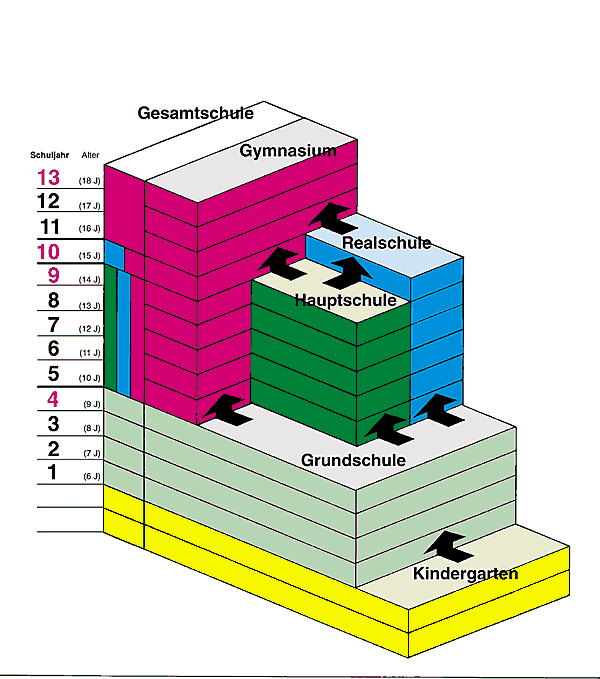 Gesamtschule
Gymnasium
Schuljahr Alter
13 (18 J)
12 (17 J)
11 (16 J)
10 (15 J)
9 (14 J)
8 (13 J)
7 (12 J)
6 (11 J)
5 (10 J)
4 (9 J)
3 (8 J)
2 (7 J)
1 (6 J)
Realschule
Hauptschule
Grundschule
Kindergarten